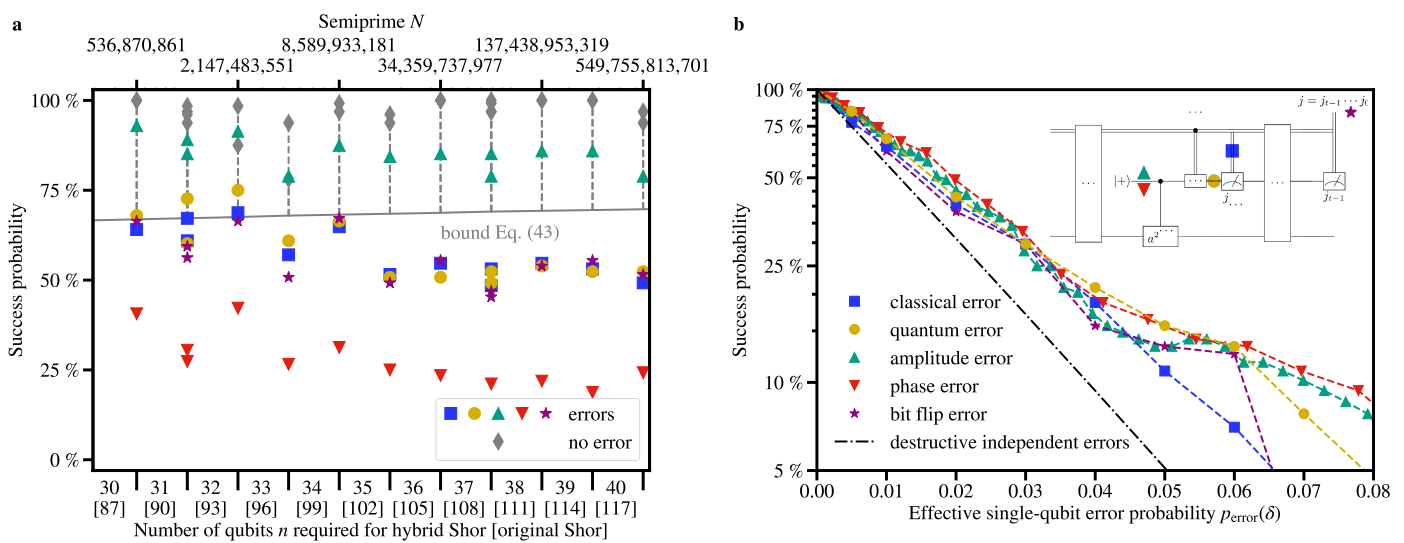 a
Semiprime N
536,870,861
8,589,933,181
137,438,953,319
2,147,483,551
34,359,737,977
549,755,813,701
Success probability
100 %
75 %
50 %
25 %
0 %
bound Eq. (43)
errors
no error
30 31 32 33 34 35 36 37 38 39 40
[87] [90] [93] [96] [99] [102] [105] [108] [111] [114] [117]
Number of qubits n required for hybrid Shor [original Shor]
b
Success probability
100 %
75 %
50 %
25 %
10 %
5 %
j = jt−1 ··· j0
···
···
|+⟩
···
···
j
···
jt−1
a2···
classical error
quantum error
amplitude error
phase error
bit flip error
destructive independent errors
0.00 0.01 0.02 0.03 0.04 0.05 0.06 0.07 0.08
Effective single-qubit error probability perror(δ)